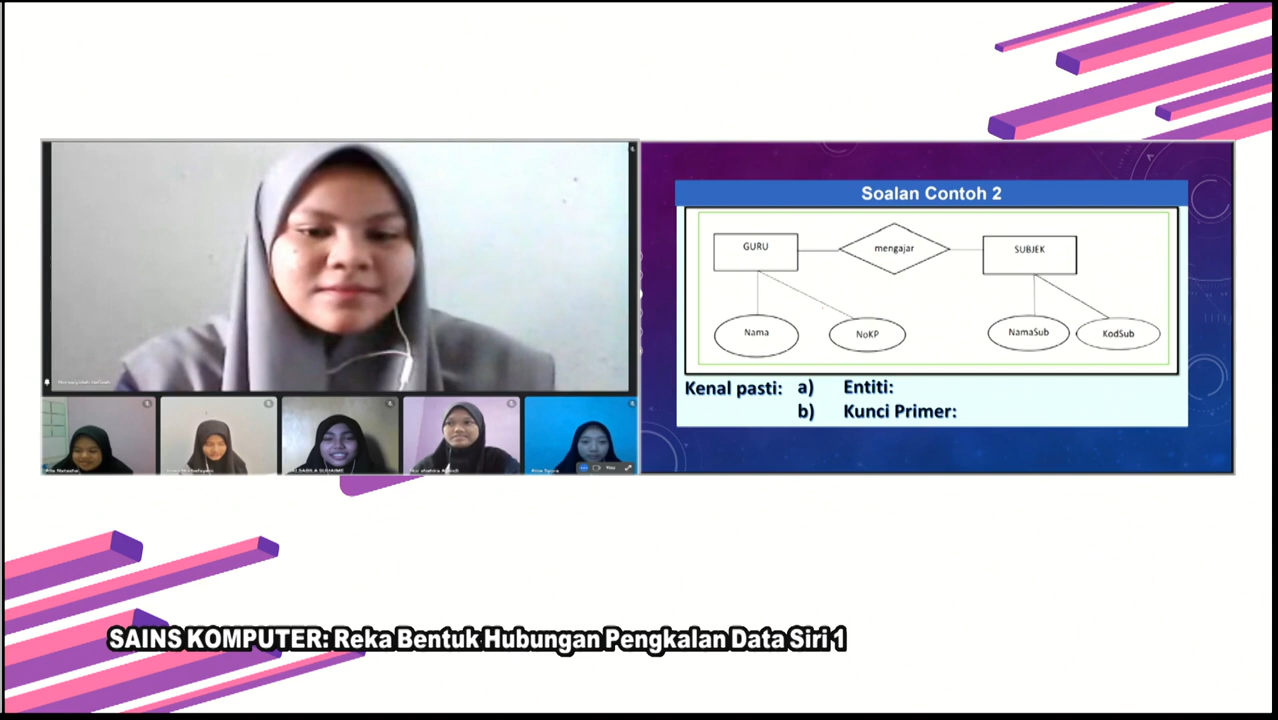 Soalan Contoh 2
GURU
mengajar
SUBJEK
Nama
NoKP
NamaSub
KodSub
Kenal pasti: a) Entiti:
b) Kunci Primer:
You
SAINS KOMPUTER: Reka Bentuk Hubungan Pengkalan Data Siri 1